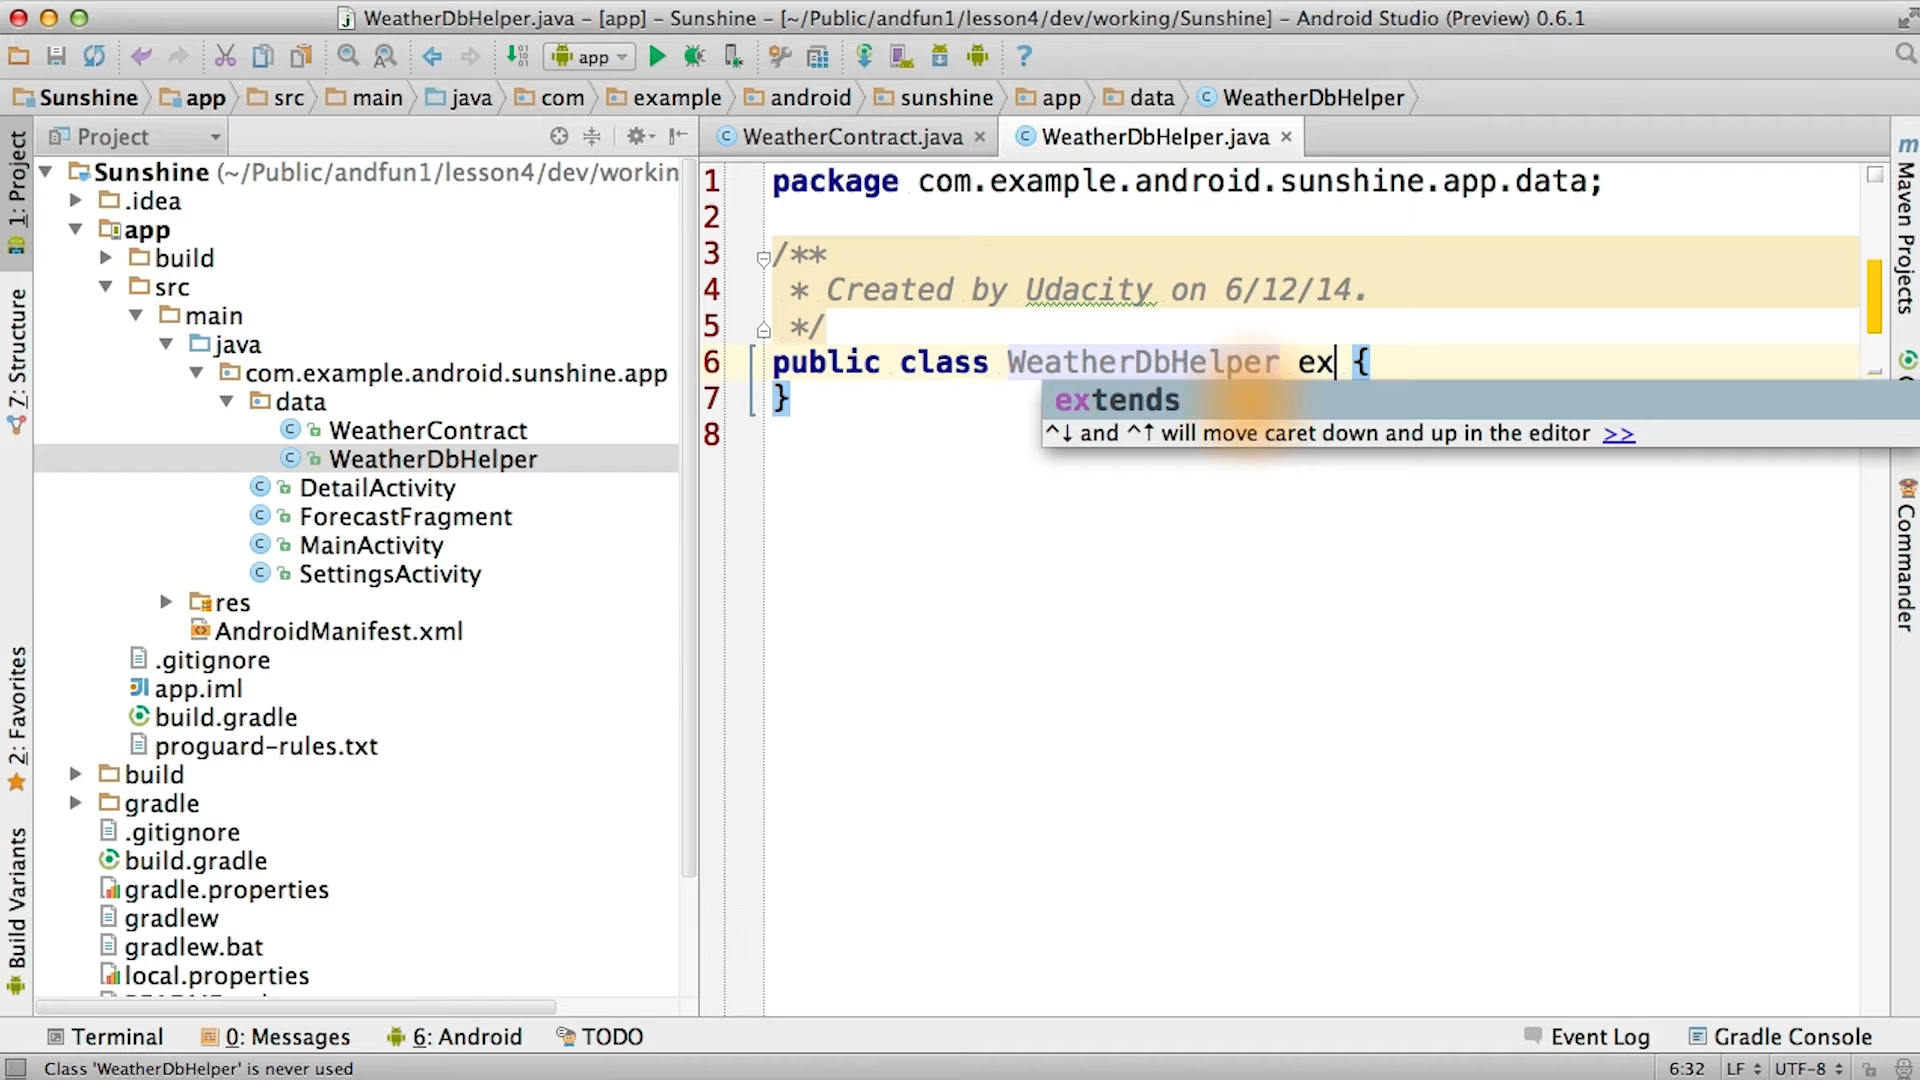 WeatherDbHelper.java – [app] – Sunshine – [~/Public/andfun1/lesson4/dev/working/Sunshine] – Android Studio (Preview) 0.6.1
app
Sunshine app src main java com example android sunshine app data WeatherDbHelper
1: Project
7: Structure
2: Favorites
Build Variants
Project
Sunshine (~/Public/andfun1/lesson4/dev/workin
.idea
app
build
src
main
java
com.example.android.sunshine.app
data
WeatherContract
WeatherDbHelper
DetailActivity
ForecastFragment
MainActivity
SettingsActivity
res
AndroidManifest.xml
.gitignore
app.iml
build.gradle
proguard-rules.txt
build
gradle
.gitignore
build.gradle
gradle.properties
gradlew
gradlew.bat
local.properties
WeatherContract.java WeatherDbHelper.java
1 package com.example.android.sunshine.app.data;
2
3 /**
4 * Created by Udacity on 6/12/14.
5 */
6 public class WeatherDbHelper ex {
7 }
8
extends
^↓ and ^↑ will move caret down and up in the editor >>
Maven Projects
Commander
Terminal 0: Messages 6: Android TODO Event Log Gradle Console
Class 'WeatherDbHelper' is never used 6:32 LF UTF-8